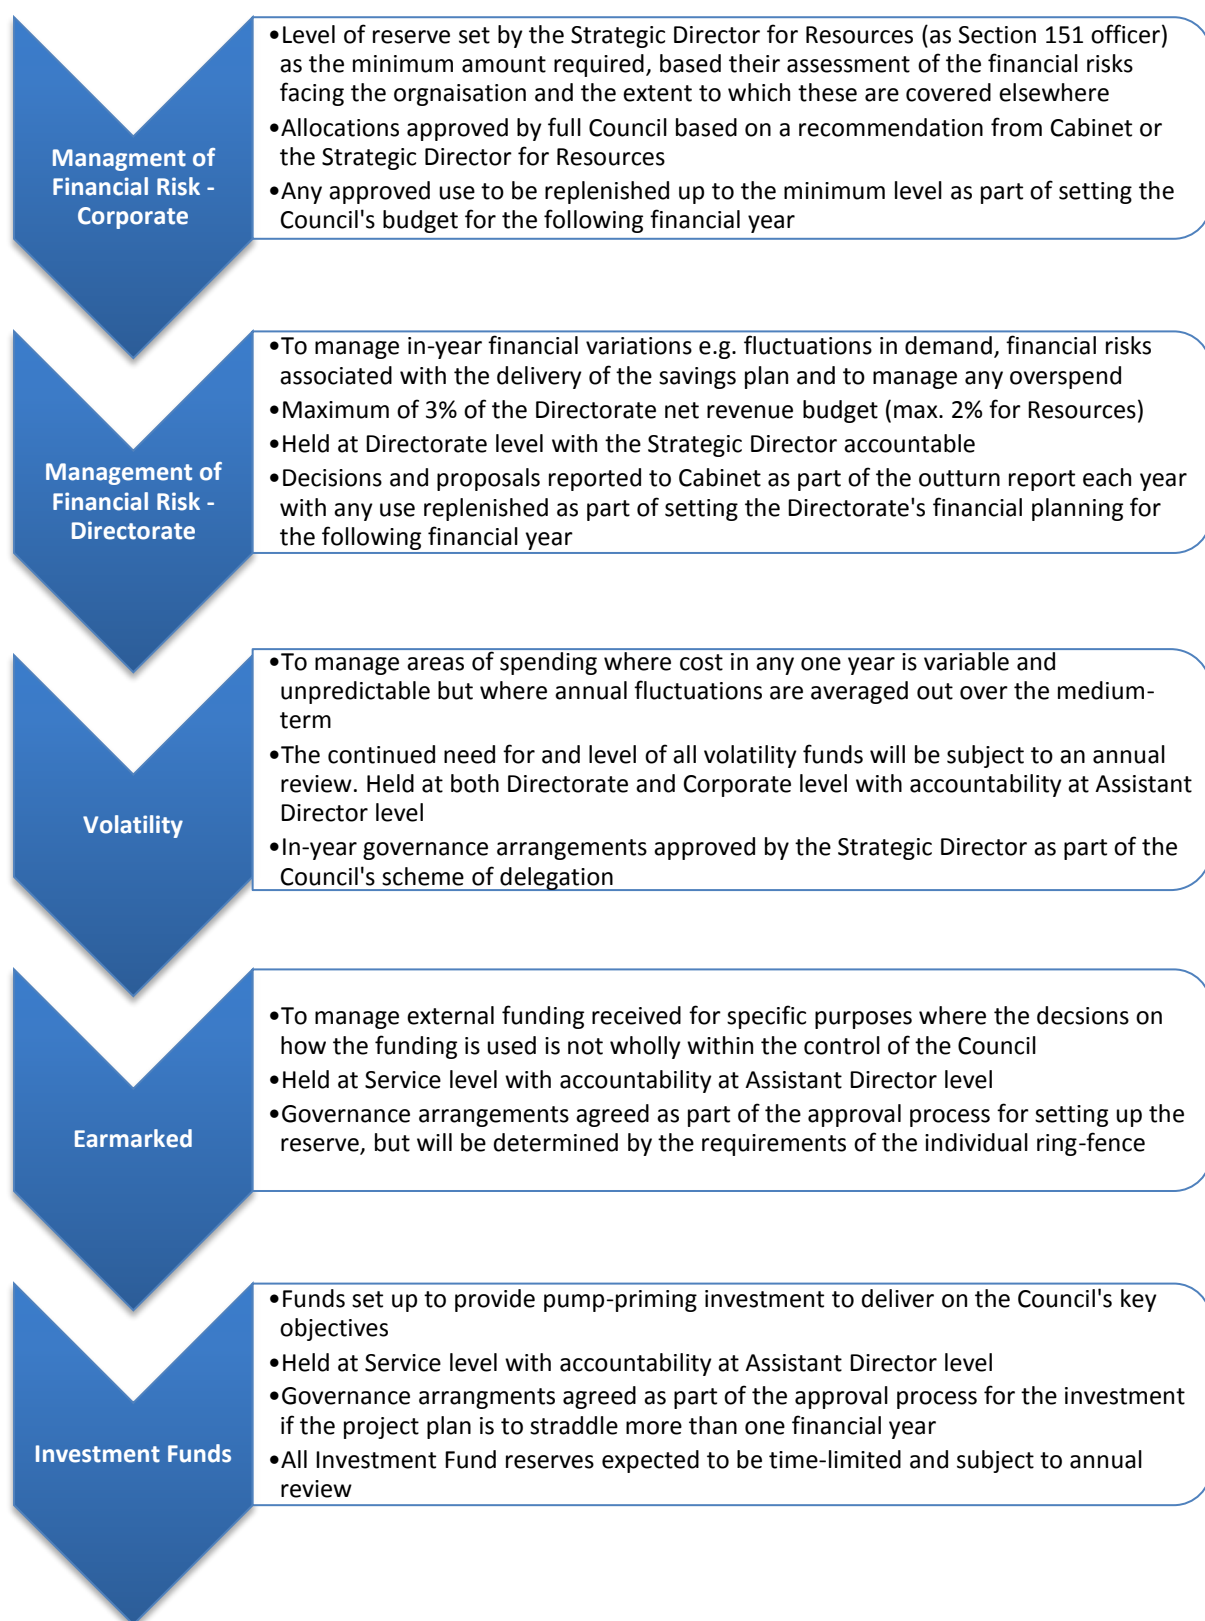 Managment of
Financial Risk -
Corporate
•Level of reserve set by the Strategic Director for Resources (as Section 151 officer)
as the minimum amount required, based their assessment of the financial risks
facing the orgnaisation and the extent to which these are covered elsewhere
•Allocations approved by full Council based on a recommendation from Cabinet or
the Strategic Director for Resources
•Any approved use to be replenished up to the minimum level as part of setting the
Council's budget for the following financial year
Management of
Financial Risk -
Directorate
•To manage in-year financial variations e.g. fluctuations in demand, financial risks
associated with the delivery of the savings plan and to manage any overspend
•Maximum of 3% of the Directorate net revenue budget (max. 2% for Resources)
•Held at Directorate level with the Strategic Director accountable
•Decisions and proposals reported to Cabinet as part of the outturn report each year
with any use replenished as part of setting the Directorate's financial planning for
the following financial year
Volatility
•To manage areas of spending where cost in any one year is variable and
unpredictable but where annual fluctuations are averaged out over the medium-
term
•The continued need for and level of all volatility funds will be subject to an annual
review. Held at both Directorate and Corporate level with accountability at Assistant
Director level
•In-year governance arrangements approved by the Strategic Director as part of the
Council's scheme of delegation
Earmarked
•To manage external funding received for specific purposes where the decsions on
how the funding is used is not wholly within the control of the Council
•Held at Service level with accountability at Assistant Director level
•Governance arrangements agreed as part of the approval process for setting up the
reserve, but will be determined by the requirements of the individual ring-fence
Investment Funds
•Funds set up to provide pump-priming investment to deliver on the Council's key
objectives
•Held at Service level with accountability at Assistant Director level
•Governance arrangments agreed as part of the approval process for the investment
if the project plan is to straddle more than one financial year
•All Investment Fund reserves expected to be time-limited and subject to annual
review